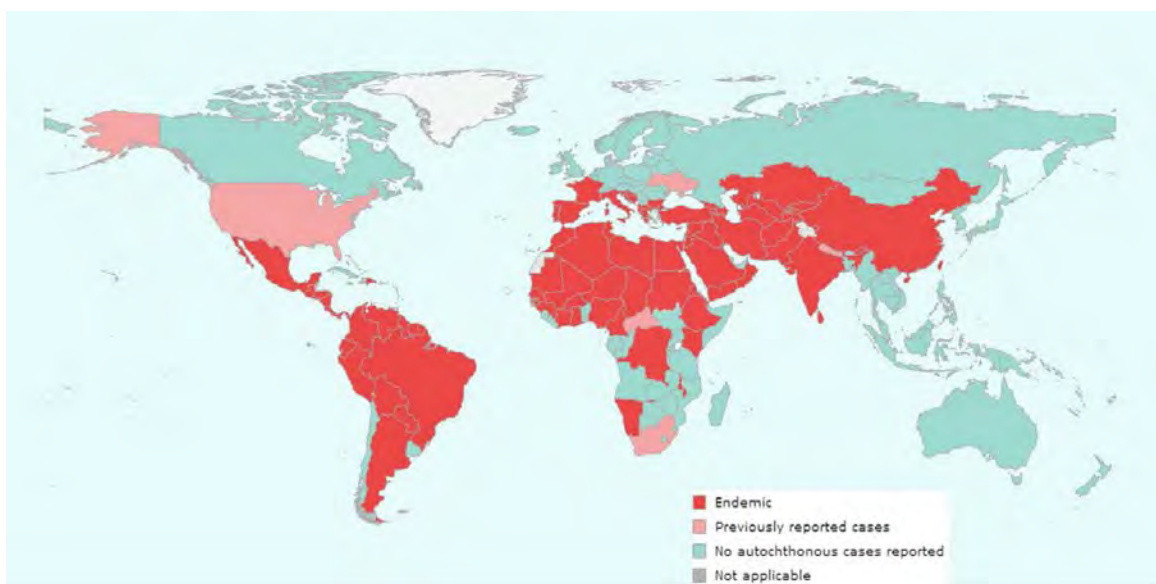 Endemic
Previously reported cases
No autochthonous cases reported
Not applicable